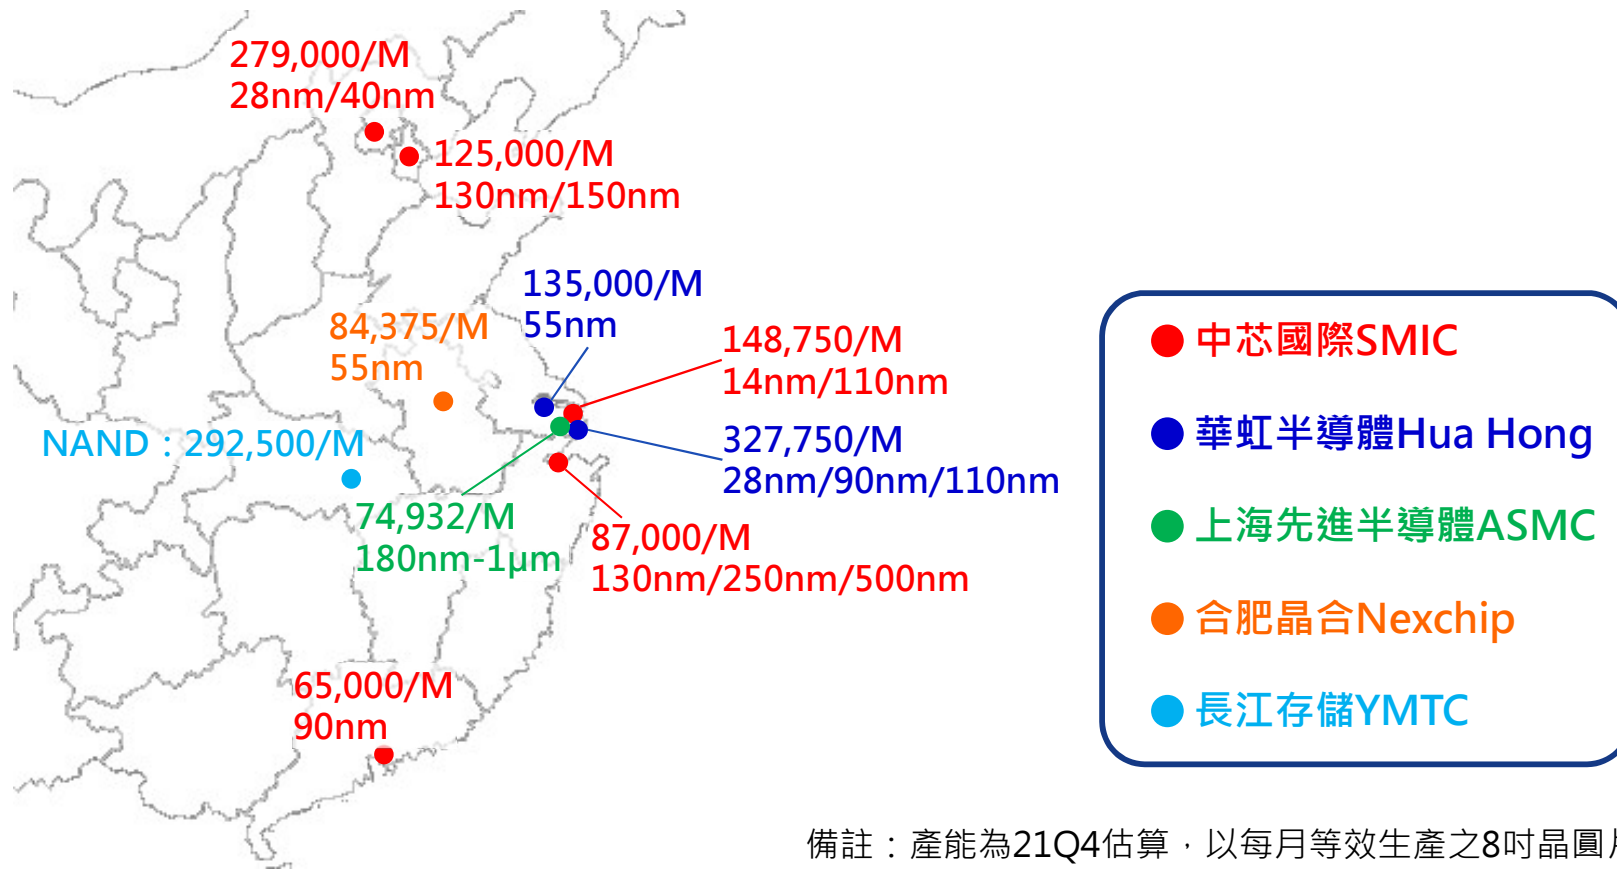 279,000/M
28nm/40nm
125,000/M
130nm/150nm
135,000/M
55nm
84,375/M
55nm
148,750/M
14nm/110nm
NAND：292,500/M
327,750/M
28nm/90nm/110nm
74,932/M
180nm-1μm
87,000/M
130nm/250nm/500nm
65,000/M
90nm
中芯國際SMIC
華虹半導體Hua Hong
上海先進半導體ASMC
合肥晶合Nexchip
長江存儲YMTC
備註：產能為21Q4估算，以每月等效生產之8吋晶圓